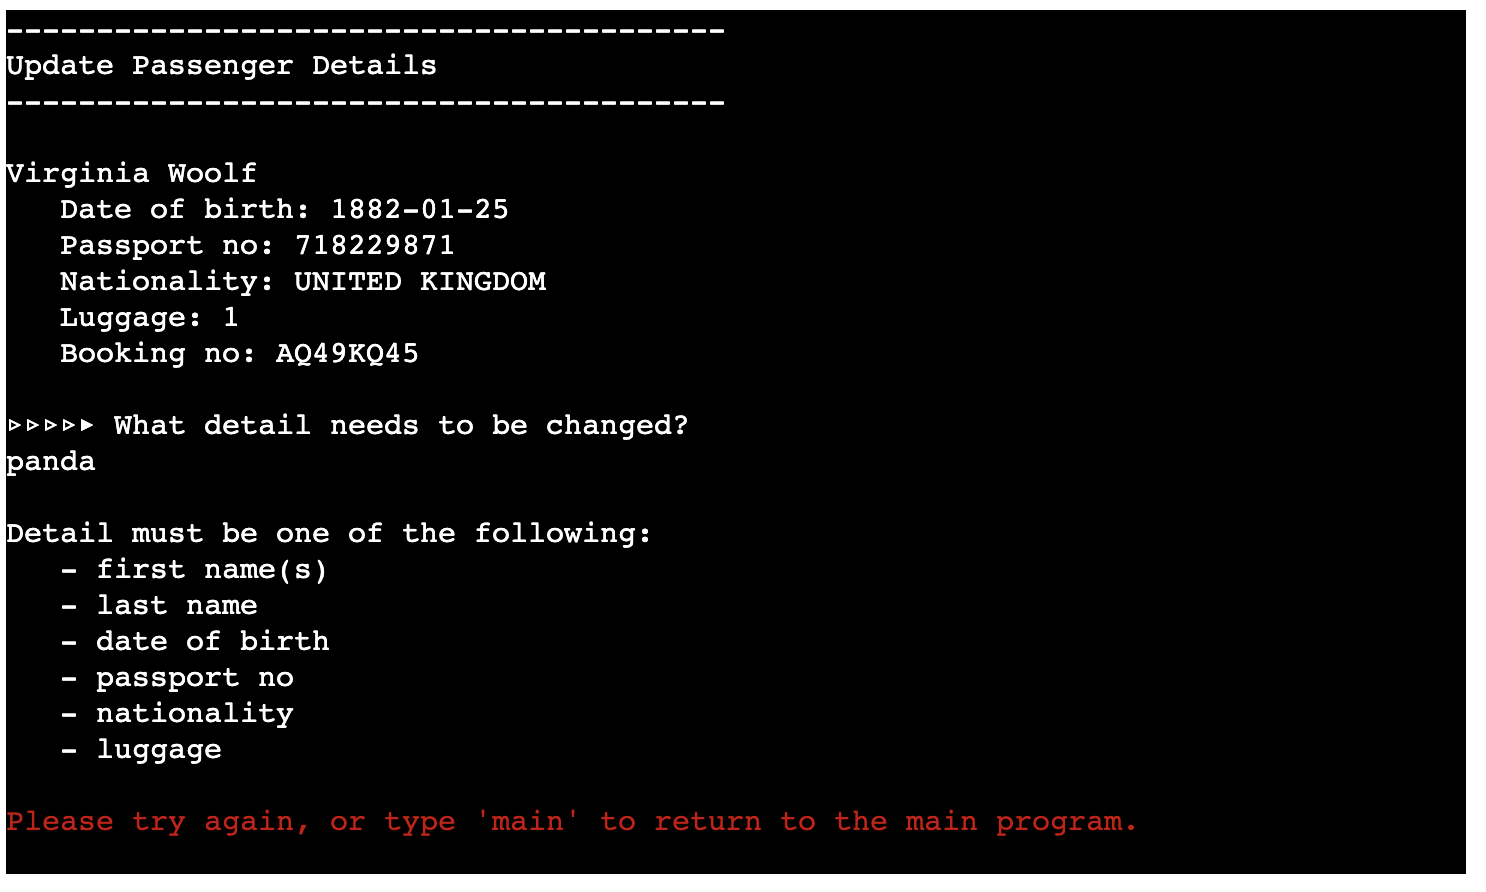 ----------------------------------------
Update Passenger Details
----------------------------------------
Virginia Woolf
Date of birth: 1882-01-25
Passport no: 718229871
Nationality: UNITED KINGDOM
Luggage: 1
Booking no: AQ49KQ45
▹▹▹▹▸ What detail needs to be changed?
panda
Detail must be one of the following:
- first name(s)
- last name
- date of birth
- passport no
- nationality
- luggage
Please try again, or type 'main' to return to the main program.